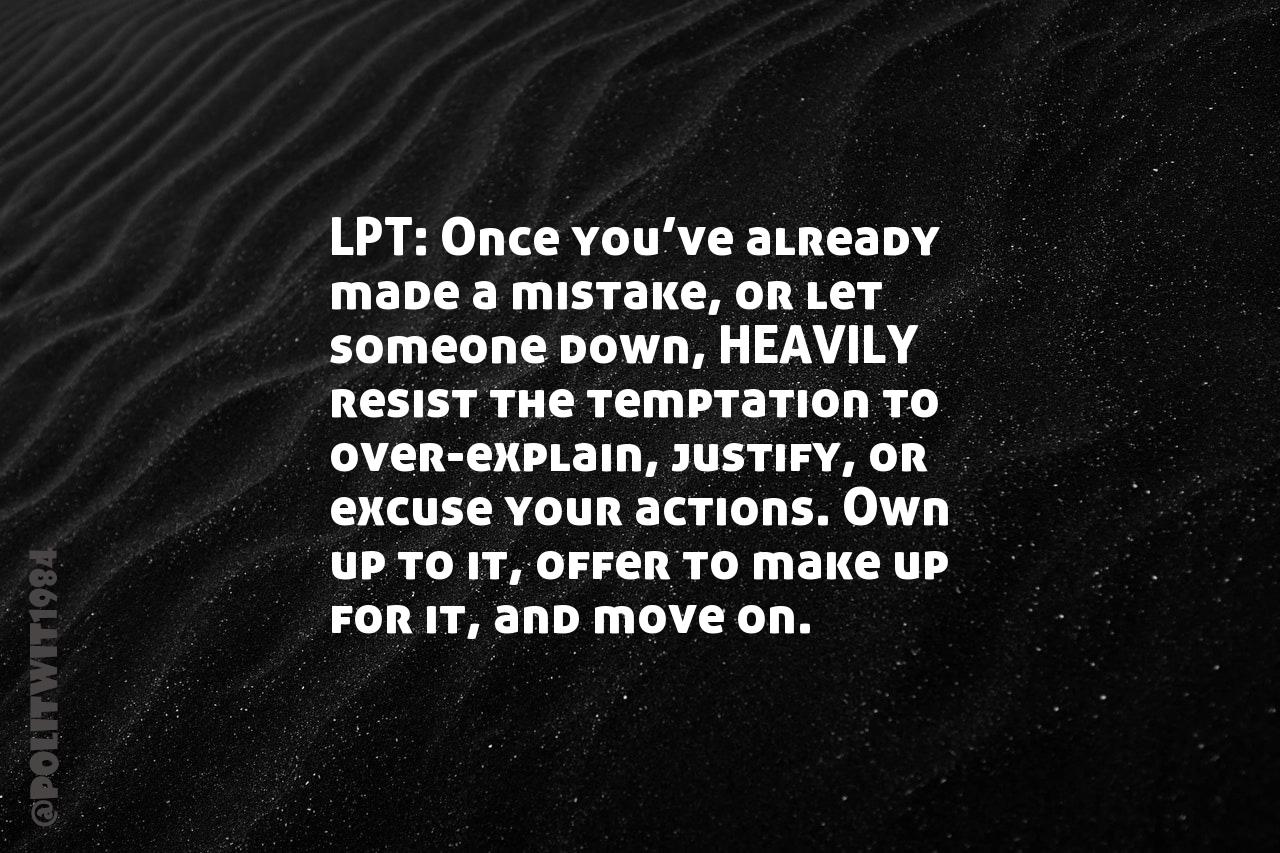 LPT: Once you've already
made a mistake, or let
someone down, HEAVILY
resist the temptation to
over-explain, justify, or
excuse your actions. Own
up to it, offer to make up
for it, and move on.
@POLITWIT1984